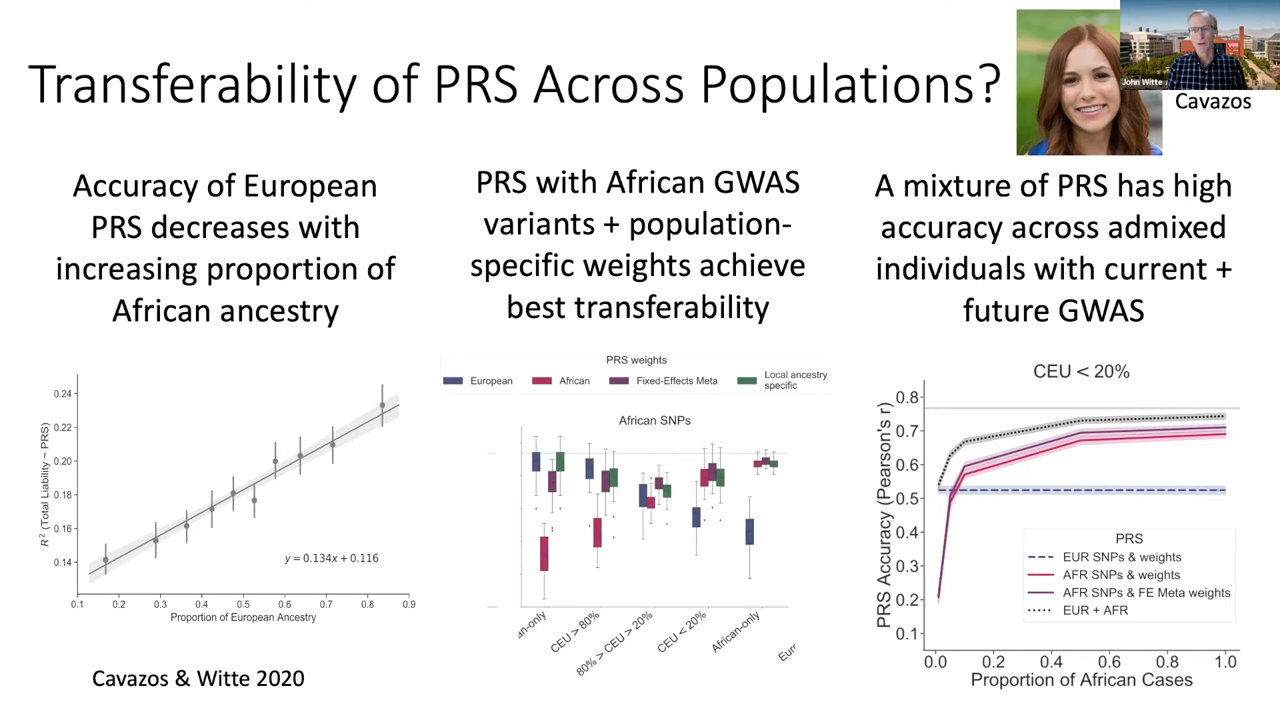 Transferability of PRS Across Populations?
John Witte
Cavazos
Accuracy of European
PRS decreases with
increasing proportion of
African ancestry
PRS with African GWAS
variants + population-
specific weights achieve
best transferability
A mixture of PRS has high
accuracy across admixed
individuals with current +
future GWAS
0.24
0.22
0.20
0.18
0.16
0.14
R² (Total Liability ~ PRS)
y = 0.134x + 0.116
0.1 0.2 0.3 0.4 0.5 0.6 0.7 0.8 0.9
Proportion of European Ancestry
PRS weights
European African Fixed-Effects Meta Local ancestry
specific
African SNPs
an-only
CEU > 80%
80% > CEU > 20%
CEU < 20%
African-only
Eur
CEU < 20%
PRS Accuracy (Pearson's r)
0.8
0.7
0.6
0.5
0.4
0.3
0.2
0.1
PRS
EUR SNPs & weights
AFR SNPs & weights
AFR SNPs & FE Meta weights
EUR + AFR
0.0 0.2 0.4 0.6 0.8 1.0
Proportion of African Cases
Cavazos & Witte 2020